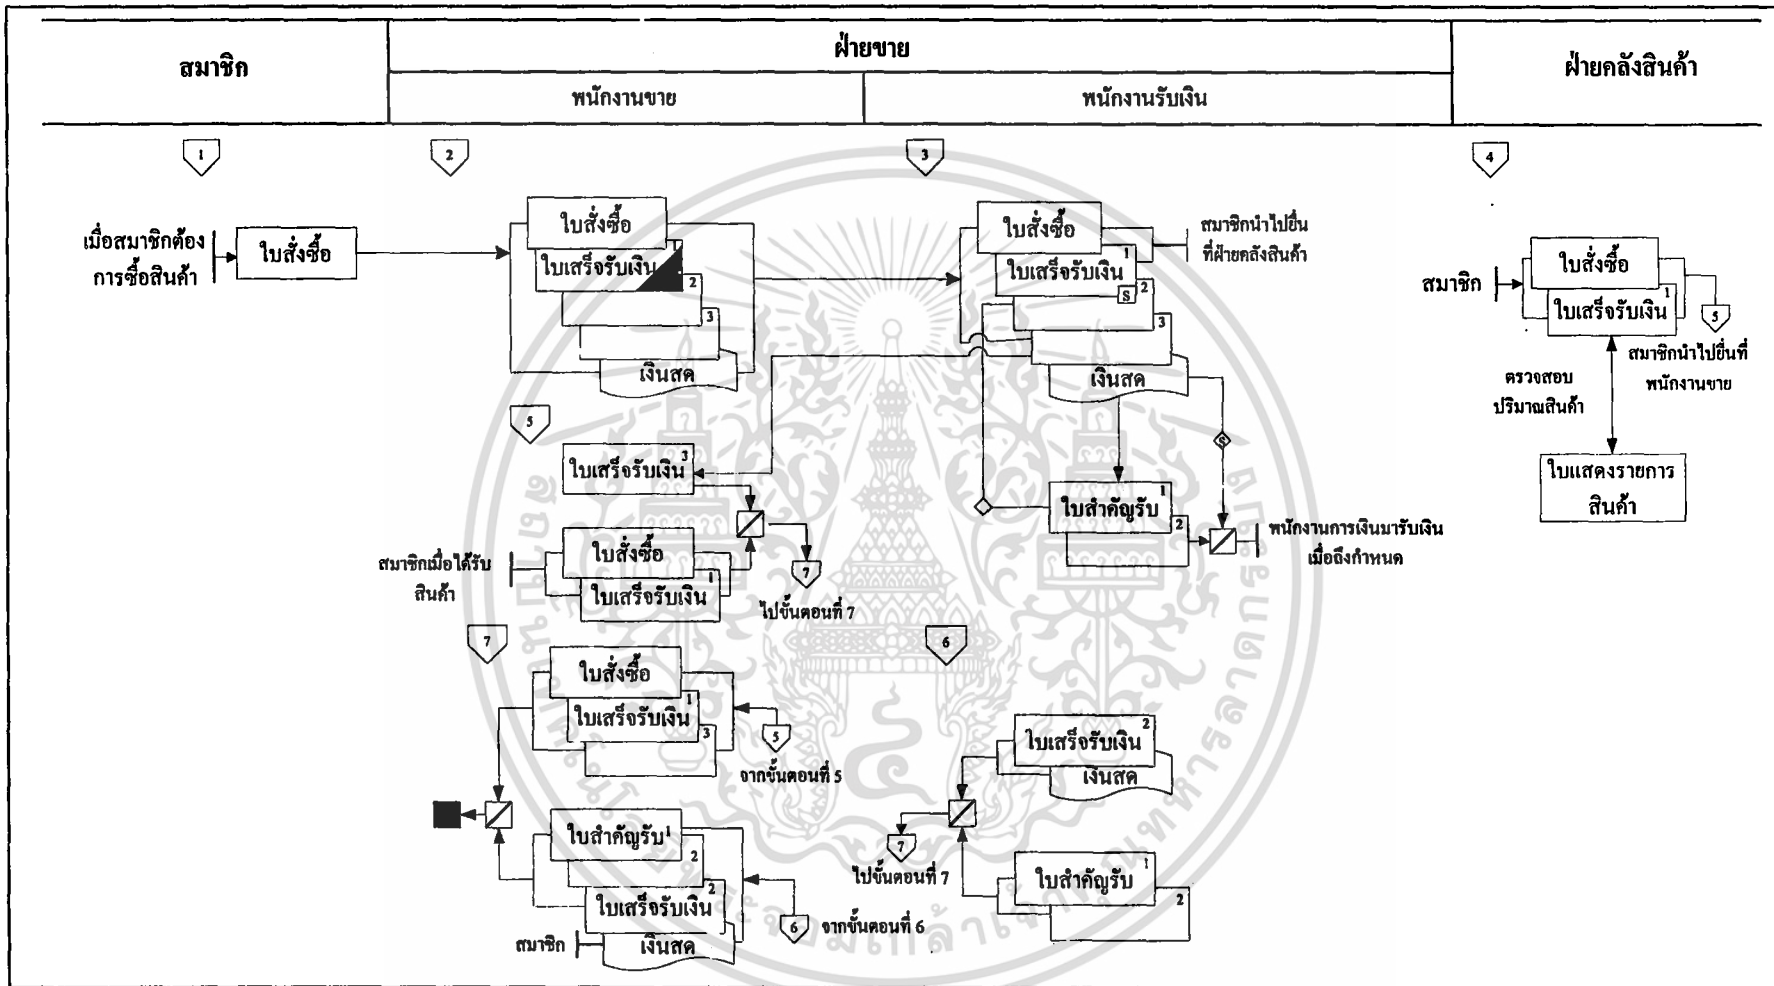 สมาชิก
ฝ่ายขาย
ฝ่ายคลังสินค้า
พนักงานขาย
พนักงานรับเงิน
1
2
3
4
เมื่อสมาชิกต้อง
การซื้อสินค้า
ใบสั่งซื้อ
ใบสั่งซื้อ
1
ใบเสร็จรับเงิน
2
3
เงินสด
ใบสั่งซื้อ
1
ใบเสร็จรับเงิน
S
2
3
เงินสด
สมาชิกนำไปยื่น
ที่ฝ่ายคลังสินค้า
สมาชิก
ใบสั่งซื้อ
1
ใบเสร็จรับเงิน
5
สมาชิกนำไปยื่นที่
พนักงานขาย
ตรวจสอบ
ปริมาณสินค้า
ใบแสดงรายการ
สินค้า
5
ใบเสร็จรับเงิน
3
สมาชิกเมื่อได้รับ
สินค้า
ใบสั่งซื้อ
1
ใบเสร็จรับเงิน
7
ไปขั้นตอนที่ 7
S
ใบสำคัญรับ
1
2
พนักงานการเงินมารับเงิน
เมื่อถึงกำหนด
7
ใบสั่งซื้อ
1
ใบเสร็จรับเงิน
3
5
จากขั้นตอนที่ 5
ใบสำคัญรับ
1
2
2
ใบเสร็จรับเงิน
เงินสด
สมาชิก
6
จากขั้นตอนที่ 6
6
2
ใบเสร็จรับเงิน
เงินสด
7
ไปขั้นตอนที่ 7
1
ใบสำคัญรับ
2